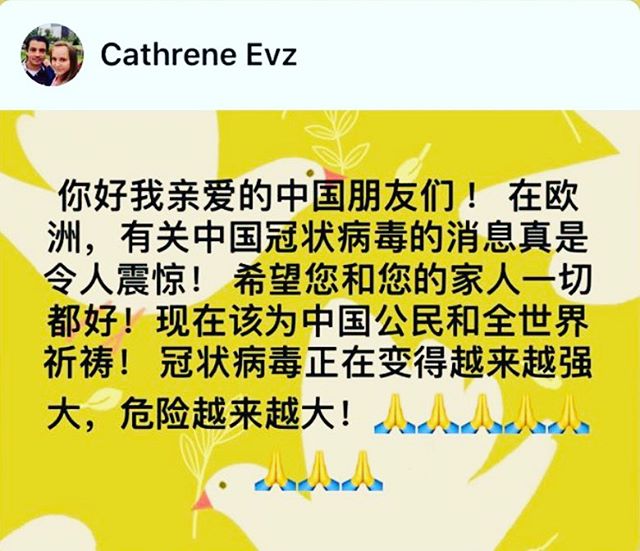 Cathrene Evz
你好我亲爱的中国朋友们！ 在欧
洲，有关中国冠状病毒的消息真是
令人震惊！ 希望您和您的家人一切
都好！现在该为中国公民和全世界
祈祷！ 冠状病毒正在变得越来越强
大，危险越来越大！🙏🙏🙏🙏🙏
🙏🙏🙏